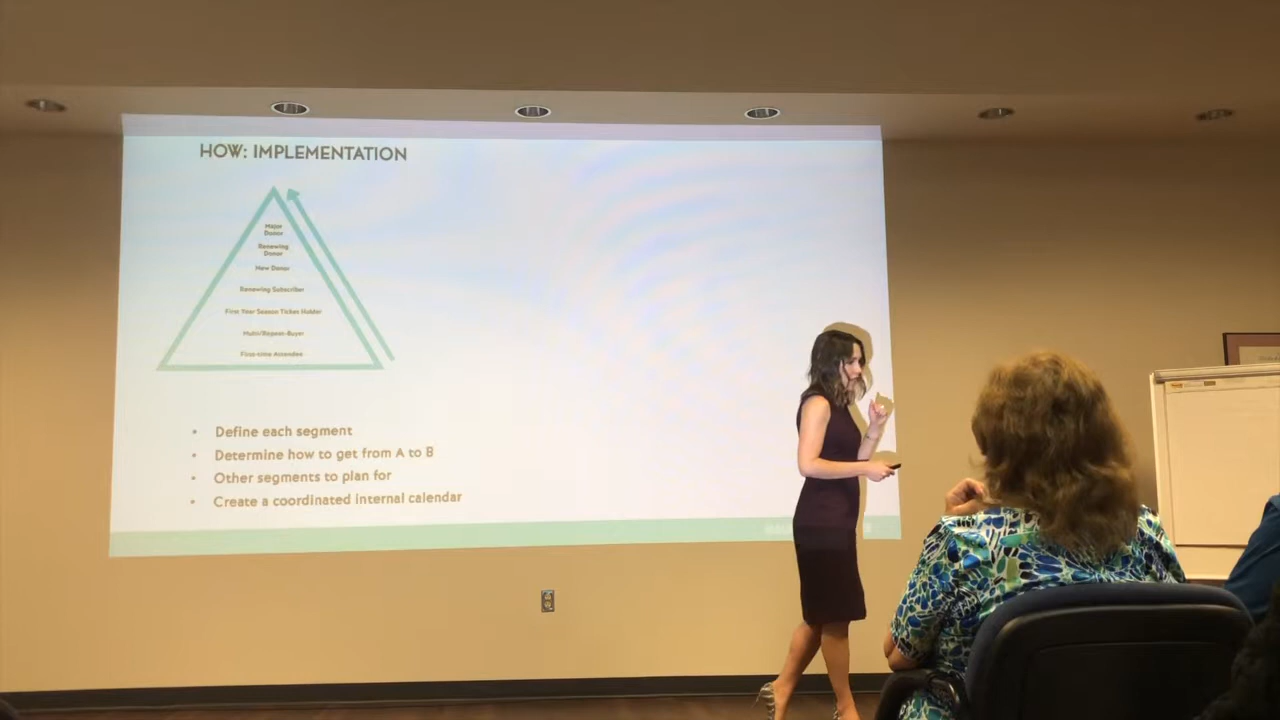 HOW: IMPLEMENTATION
Major
Donor
Renewing
Donor
New Donor
Renewing Subscriber
First Year Season Ticket Holder
Multi/Repeat-Buyer
First-time Attendee
• Define each segment
• Determine how to get from A to B
• Other segments to plan for
• Create a coordinated internal calendar